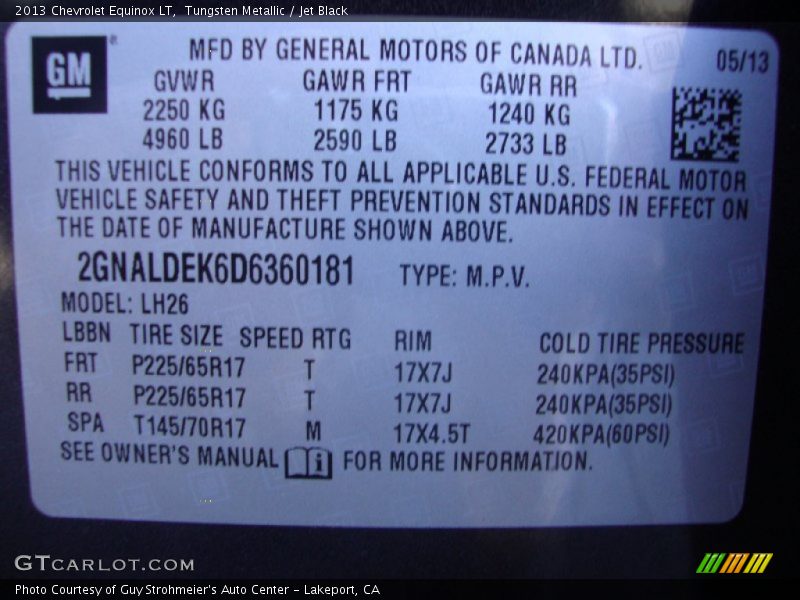 2013 Chevrolet Equinox LT,  Tungsten Metallic / Jet Black
GM
®
MFD BY GENERAL MOTORS OF CANADA LTD. 05/13
GVWR GAWR FRT GAWR RR
2250 KG 1175 KG 1240 KG
4960 LB 2590 LB 2733 LB
THIS VEHICLE CONFORMS TO ALL APPLICABLE U.S. FEDERAL MOTOR
VEHICLE SAFETY AND THEFT PREVENTION STANDARDS IN EFFECT ON
THE DATE OF MANUFACTURE SHOWN ABOVE.
2GNALDEK6D6360181 TYPE: M.P.V.
MODEL: LH26
LBBN TIRE SIZE SPEED RTG RIM COLD TIRE PRESSURE
FRT P225/65R17 T 17X7J 240KPA(35PSI)
RR P225/65R17 T 17X7J 240KPA(35PSI)
SPA T145/70R17 M 17X4.5T 420KPA(60PSI)
SEE OWNER'S MANUAL i FOR MORE INFORMATION.
GTCARLOT.COM
Photo Courtesy of Guy Strohmeier's Auto Center - Lakeport, CA